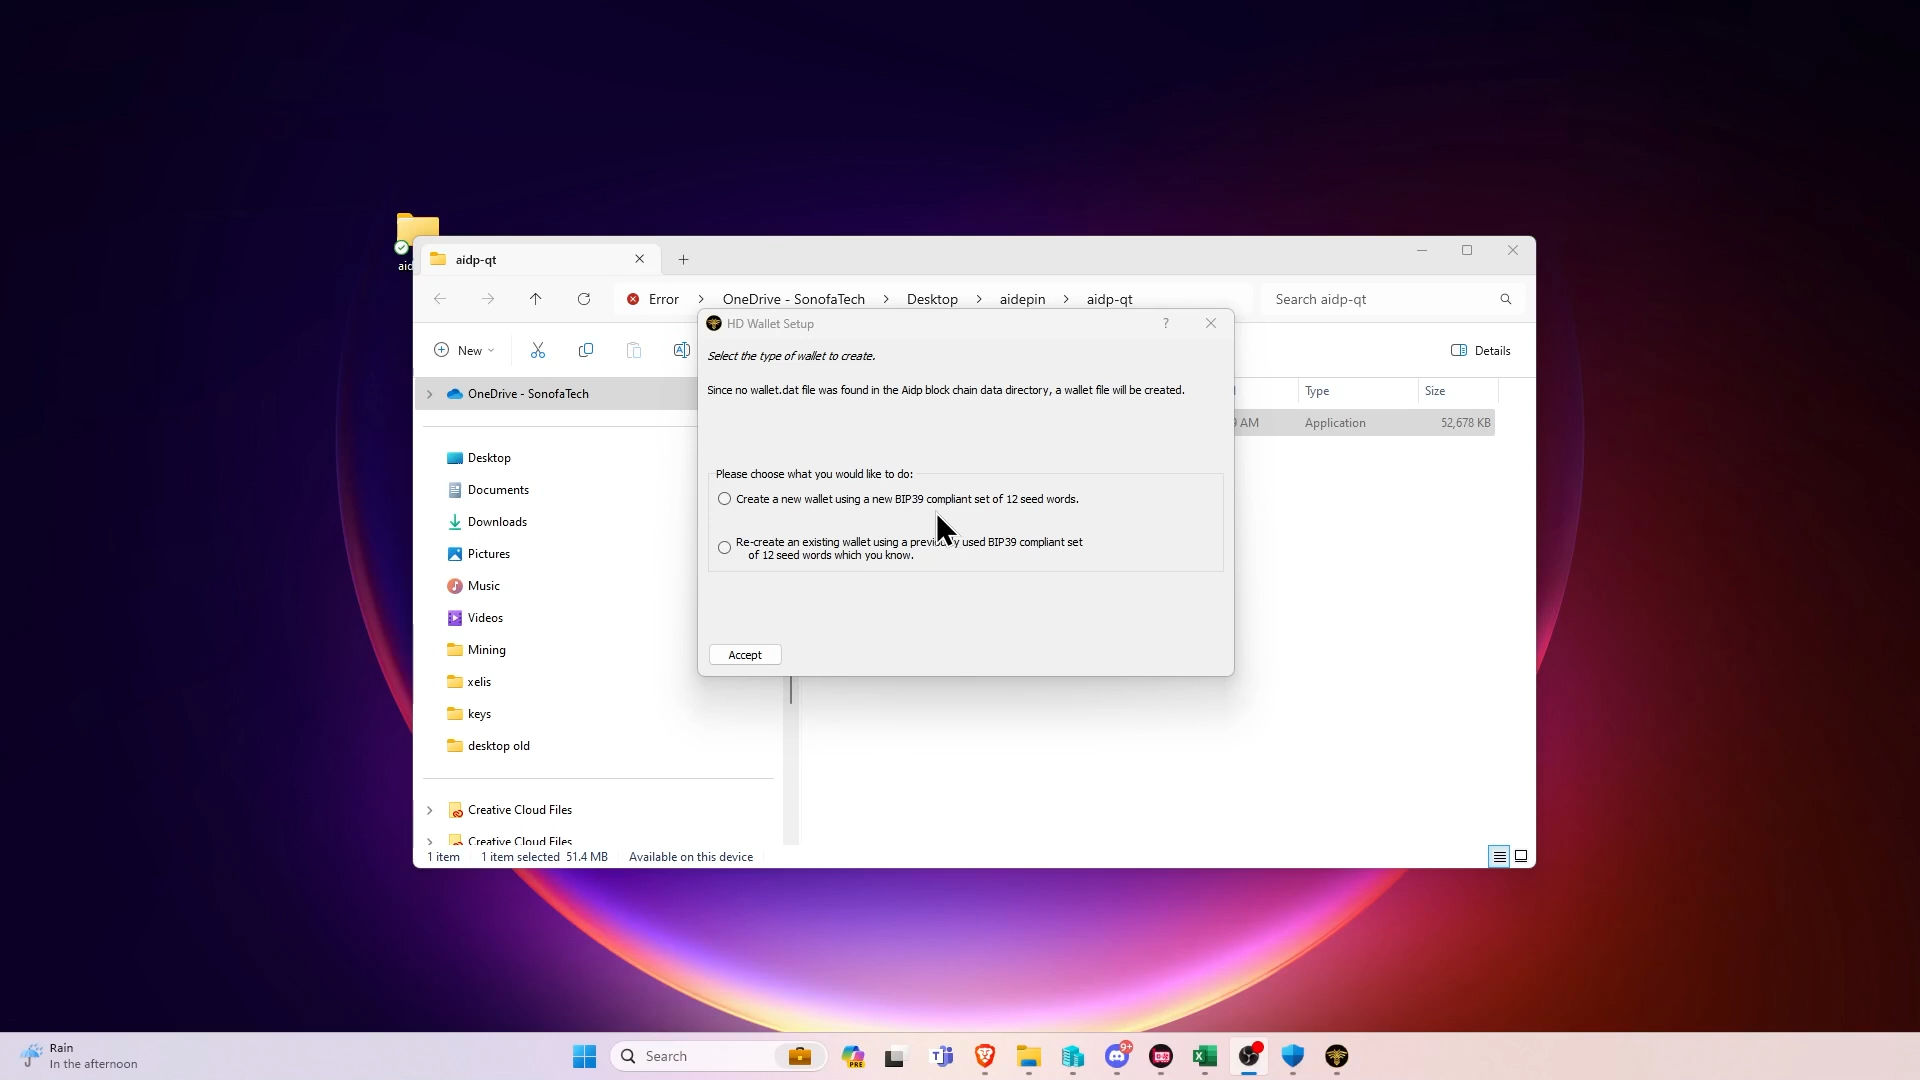 aid
aidp-qt
Error > OneDrive - SonofaTech > Desktop > aidepin > aidp-qt
Search aidp-qt
New
Details
HD Wallet Setup
?
Select the type of wallet to create.
Since no wallet.dat file was found in the Aidp block chain data directory, a wallet file will be created.
Please choose what you would like to do:
Create a new wallet using a new BIP39 compliant set of 12 seed words.
Re-create an existing wallet using a previously used BIP39 compliant set
of 12 seed words which you know.
Accept
Type
Size
AM
Application
52,678 KB
OneDrive - SonofaTech
Desktop
Documents
Downloads
Pictures
Music
Videos
Mining
xelis
keys
desktop old
Creative Cloud Files
Creative Cloud Files
1 item
1 item selected 51.4 MB
Available on this device
Rain
In the afternoon
Search
PRE
9+